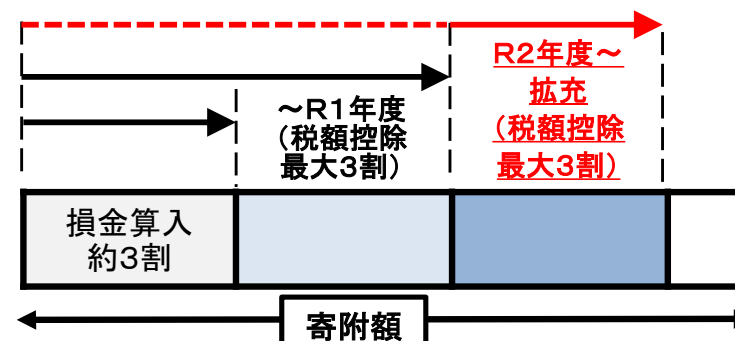 ～R1年度
（税額控除
最大3割）
R2年度～
拡充
（税額控除
最大3割）
損金算入
約3割
寄附額